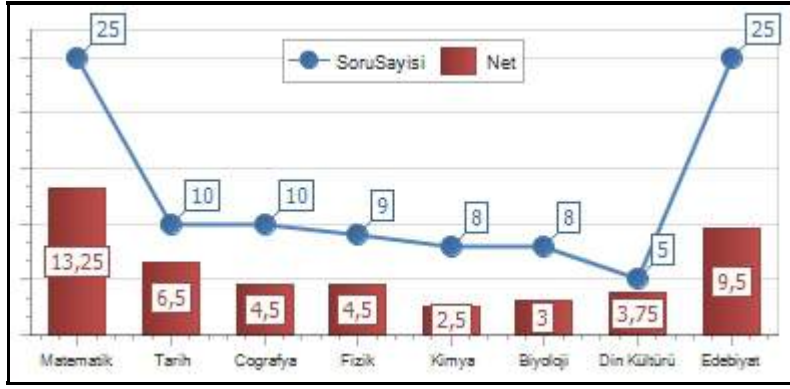 25
25
SoruSayisi
Net
10
10
9
8
8
5
13,25
6,5
4,5
4,5
2,5
3
3,75
9,5
Matematik
Tarih
Cografya
Fizik
Kimya
Biyoloji
Din Kültürü
Edebiyat